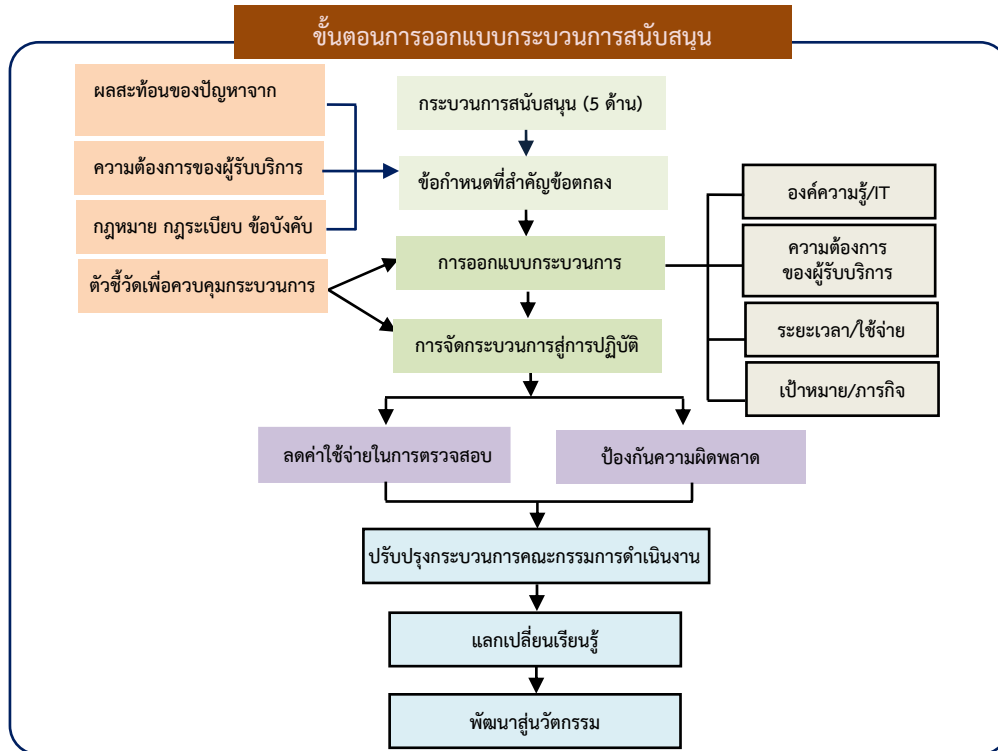 ขั้นตอนการออกแบบกระบวนการสนับสนุน
ผลสะท้อนของปัญหาจาก
กระบวนการสนับสนุน (5 ด้าน)
ความต้องการของผู้รับบริการ
ข้อกำหนดที่สำคัญข้อตกลง
องค์ความรู้/IT
กฎหมาย กฎระเบียบ ข้อบังคับ
การออกแบบกระบวนการ
ความต้องการ
ของผู้รับบริการ
ตัวชี้วัดเพื่อควบคุมกระบวนการ
ระยะเวลา/ใช้จ่าย
การจัดกระบวนการสู่การปฏิบัติ
เป้าหมาย/ภารกิจ
ลดค่าใช้จ่ายในการตรวจสอบ
ป้องกันความผิดพลาด
ปรับปรุงกระบวนการคณะกรรมการดำเนินงาน
แลกเปลี่ยนเรียนรู้
พัฒนาสู่นวัตกรรม